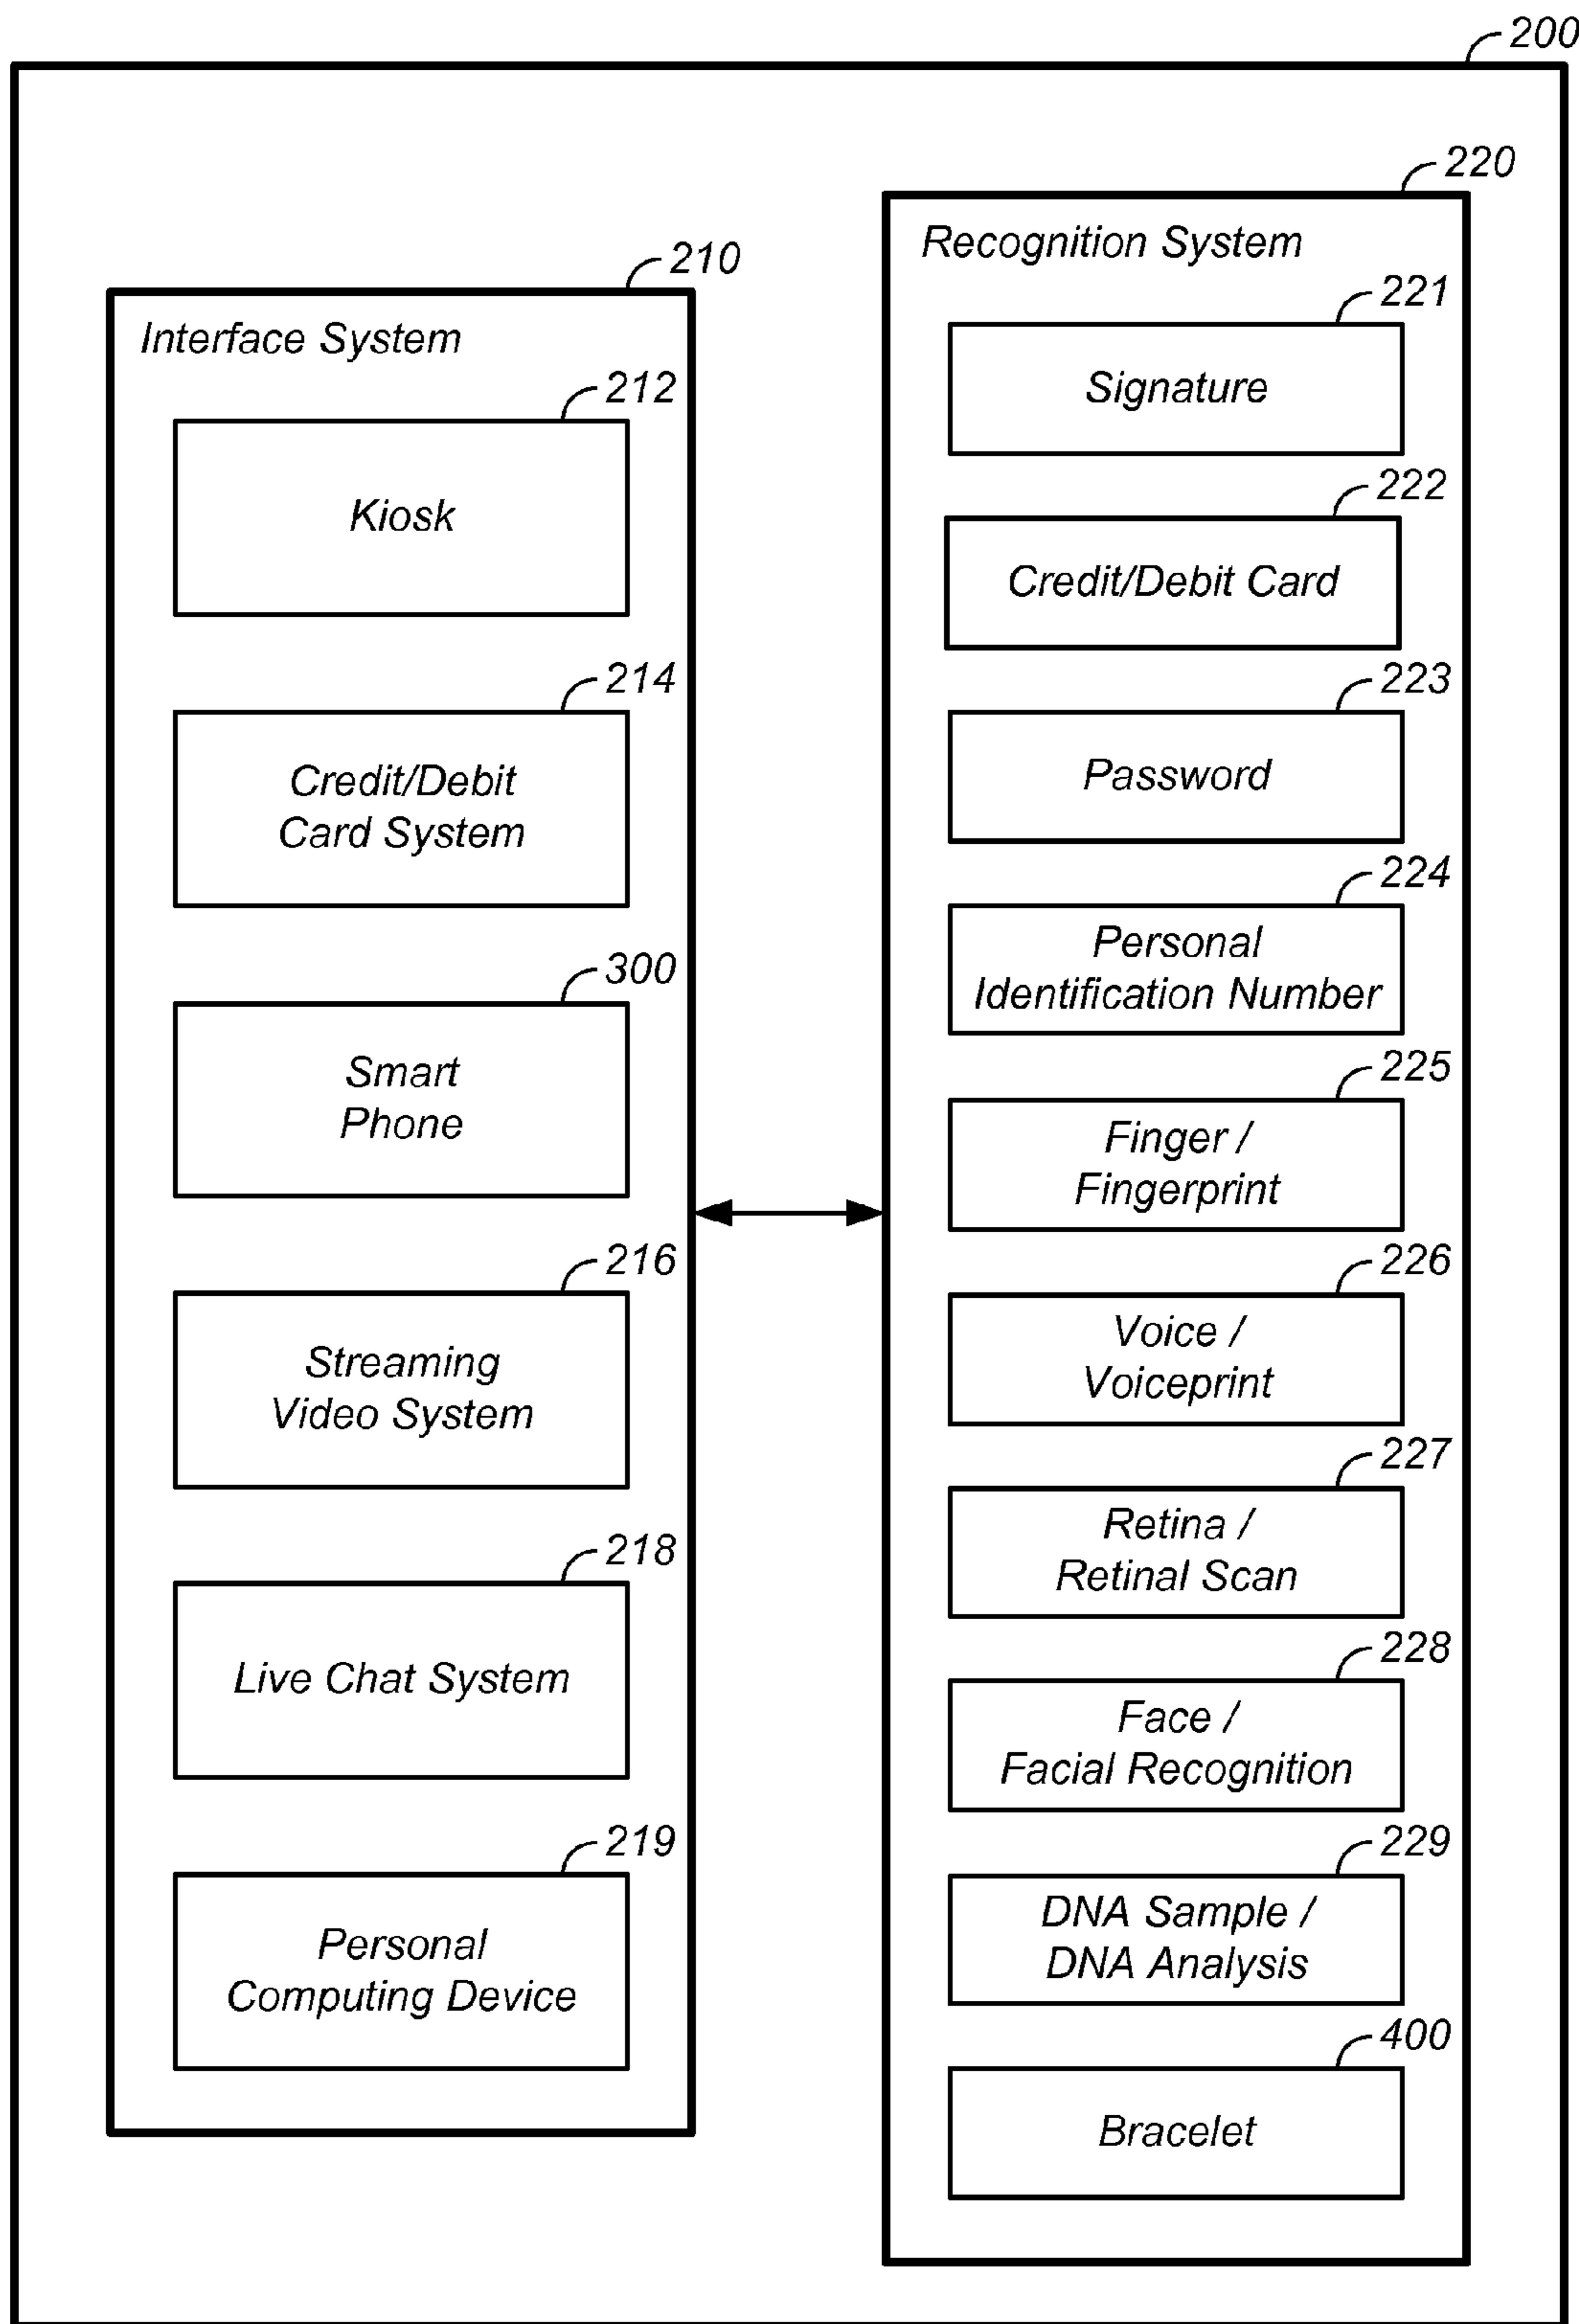 200
210
Interface System
212
Kiosk
214
Credit/Debit
Card System
300
Smart
Phone
216
Streaming
Video System
218
Live Chat System
219
Personal
Computing Device
220
Recognition System
221
Signature
222
Credit/Debit Card
223
Password
224
Personal
Identification Number
225
Finger /
Fingerprint
226
Voice /
Voiceprint
227
Retina /
Retinal Scan
228
Face /
Facial Recognition
229
DNA Sample /
DNA Analysis
400
Bracelet